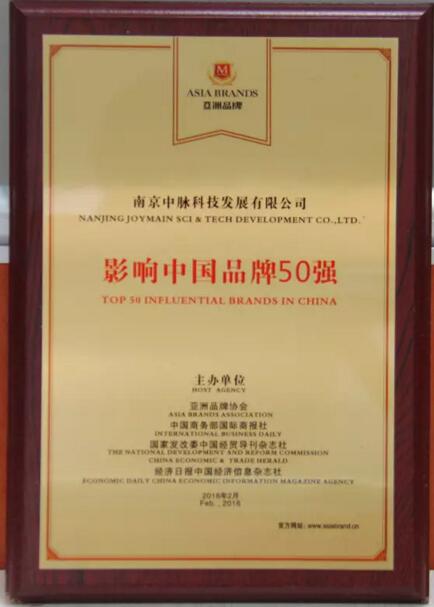 M
ASIA BRANDS
亚洲品牌
南京中脉科技发展有限公司
NANJING JOYMAIN SCI & TECH DEVELOPMENT CO.,LTD.
影响中国品牌50强
TOP 50 INFLUENTIAL BRANDS IN CHINA
主办单位
HOST AGENCY
亚洲品牌协会
ASIA BRANDS ASSOCIATION
中国商务部国际商报社
INTERNATIONAL BUSINESS DAILY
国家发改委中国经贸导刊杂志社
THE NATIONAL DEVELOPMENT AND REFORM COMMISSION
CHINA ECONOMIC & TRADE HERALD
经济日报中国经济信息杂志社
ECONOMIC DAILY CHINA ECONOMIC INFORMATION MAGAZINE AGENCY
2016年2月
Feb. , 2016
官方网站: www.asiabrand.cn